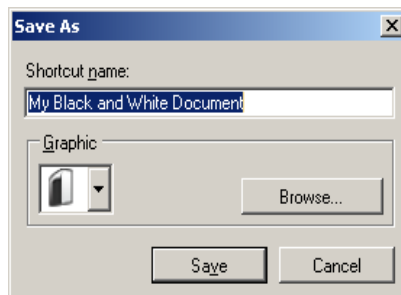 Save As
Shortcut name:
My Black and White Document
Graphic
Browse...
Save
Cancel